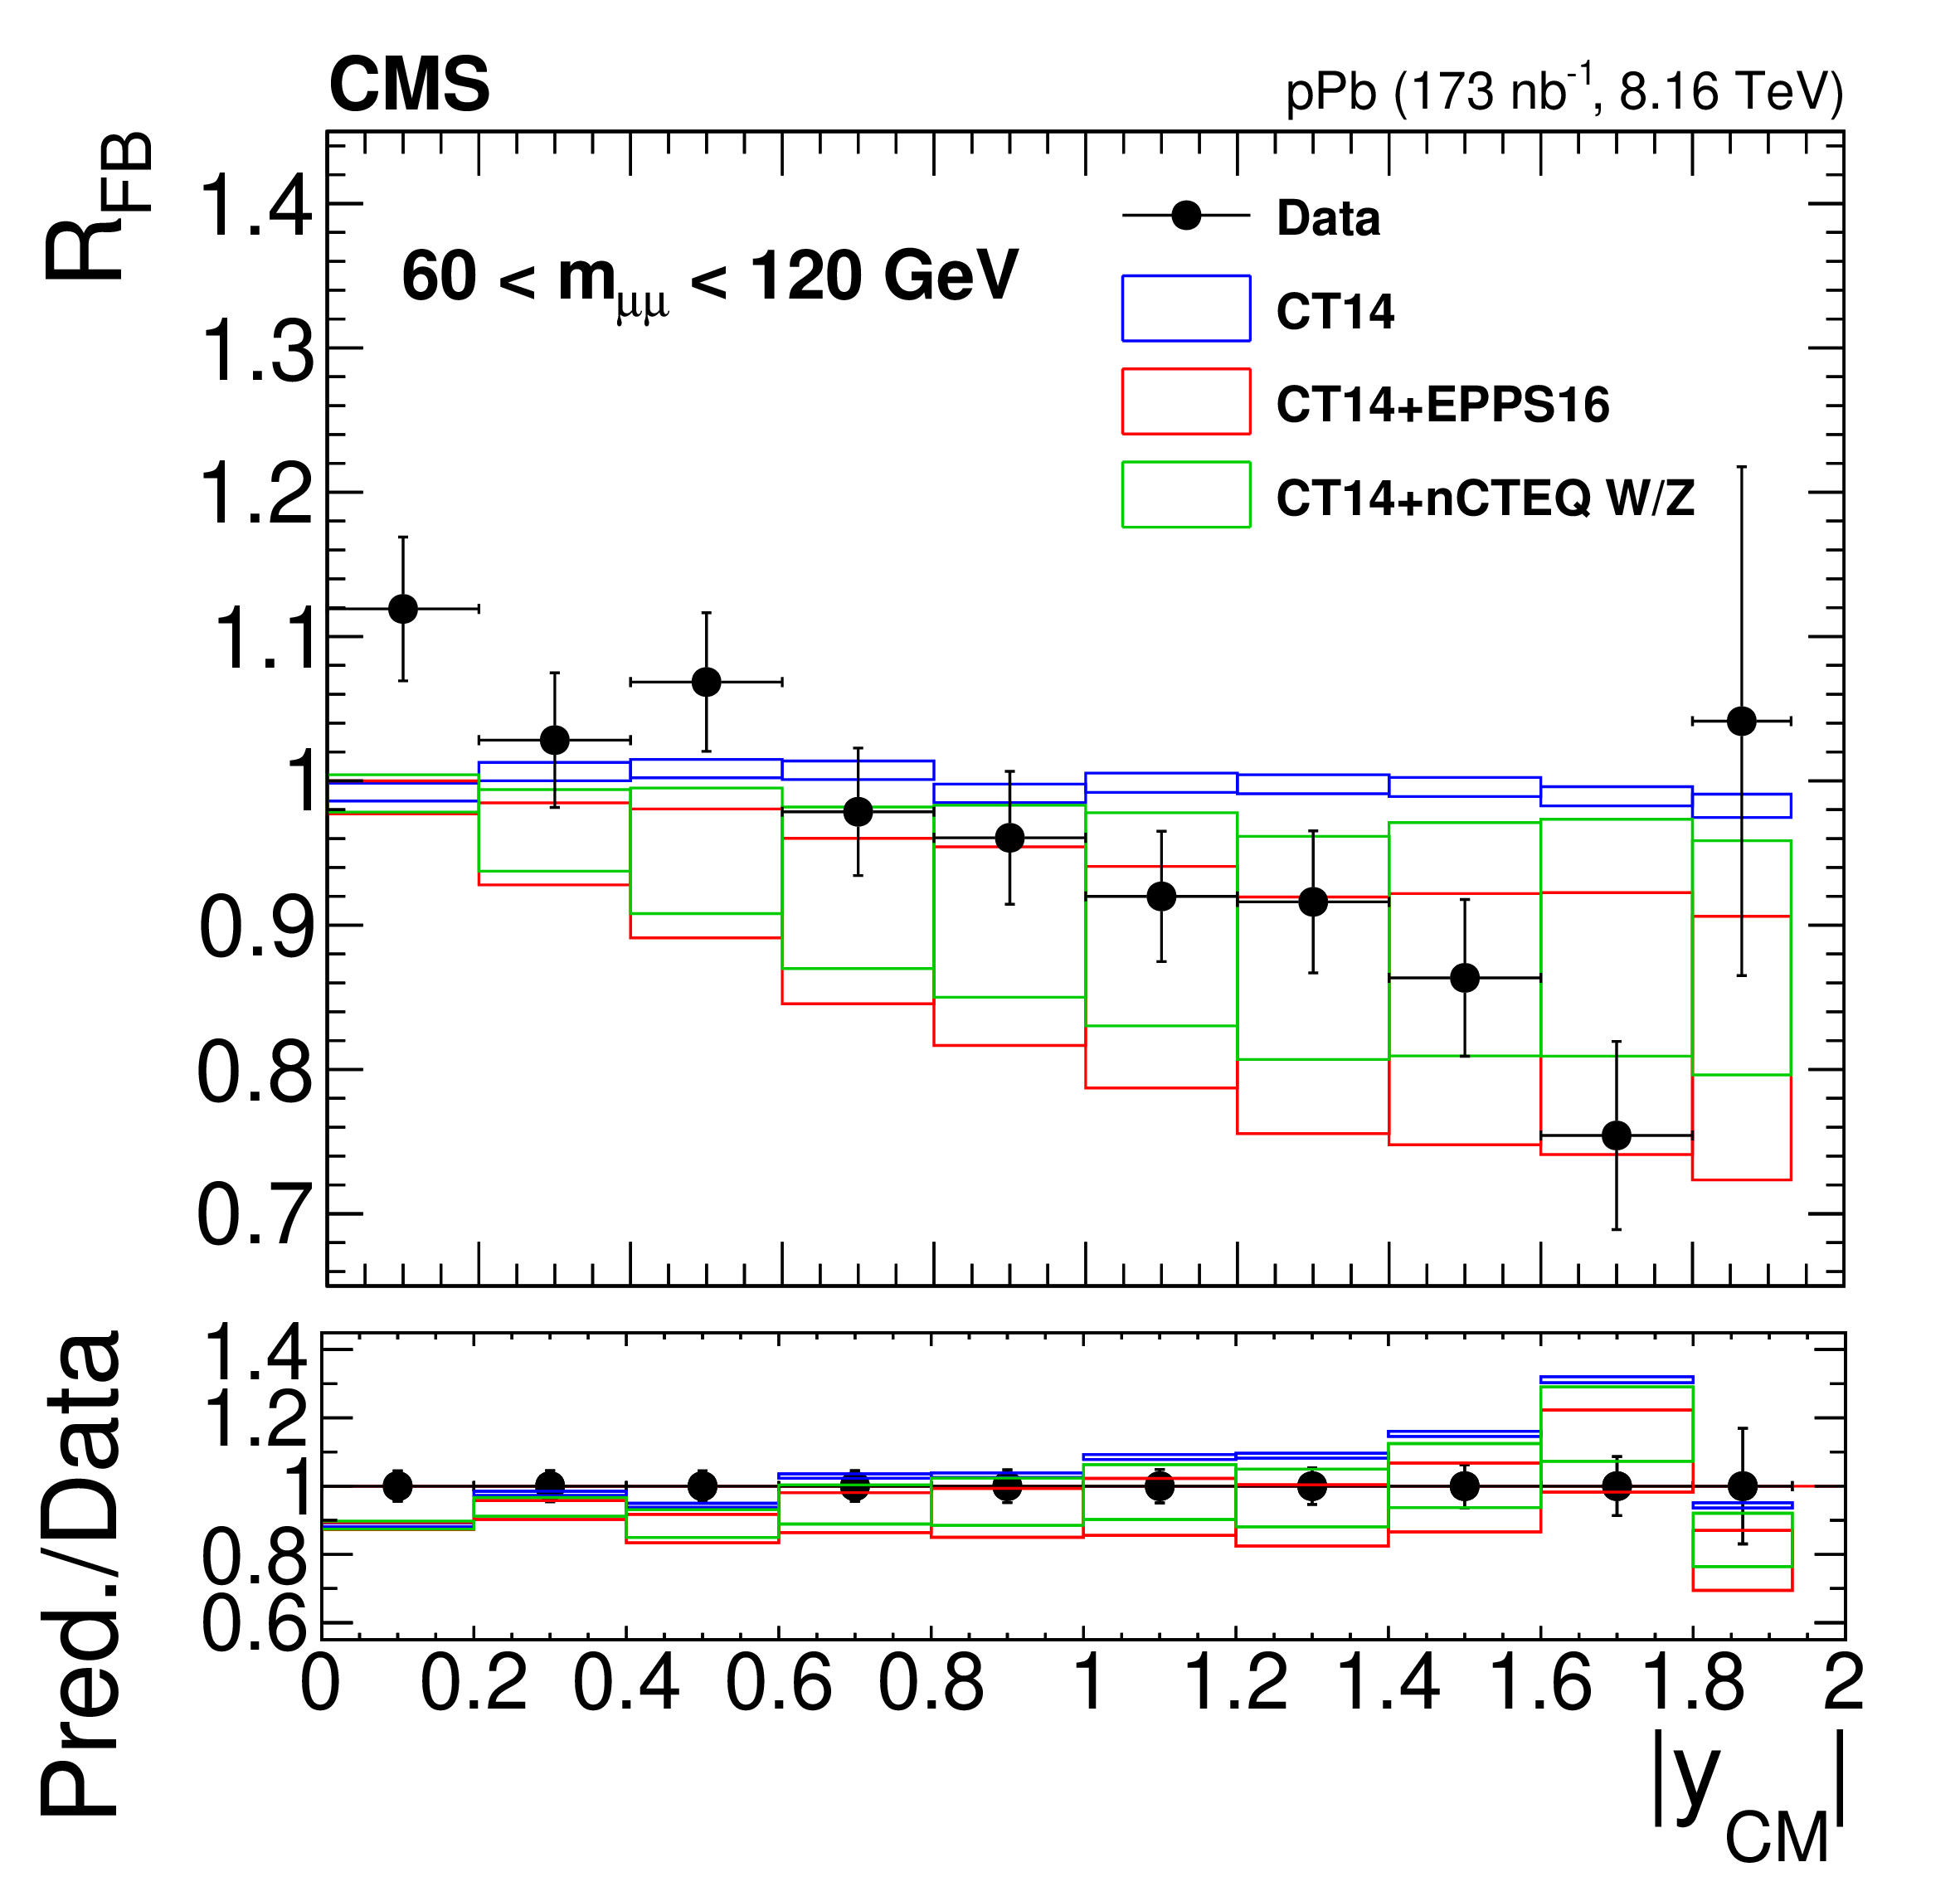 CMS
pPb (173 nb-1, 8.16 TeV)
RFB
60 < mμμ < 120 GeV
Data
CT14
CT14+EPPS16
CT14+nCTEQ W/Z
1.4
1.3
1.2
1.1
1
0.9
0.8
0.7
Pred./Data
1.4
1.2
1
0.8
0.6
0 0.2 0.4 0.6 0.8 1 1.2 1.4 1.6 1.8 2
|yCM|